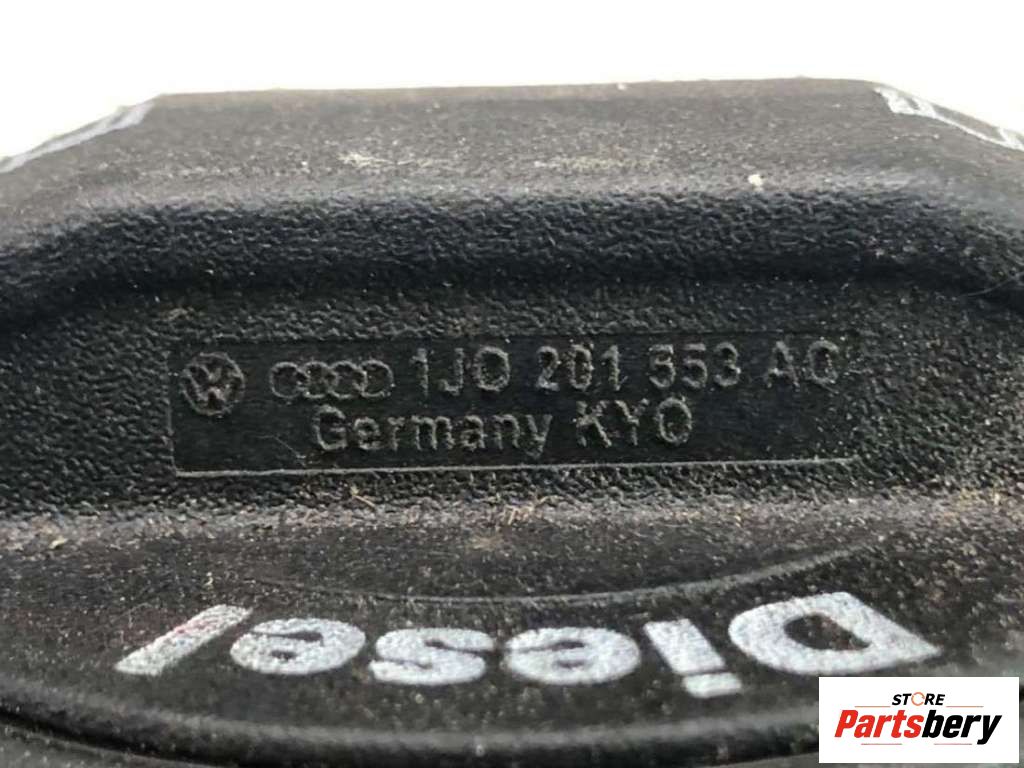 1J0 201 553 AC
Germany KYO
Diesel
STORE
Partsbery